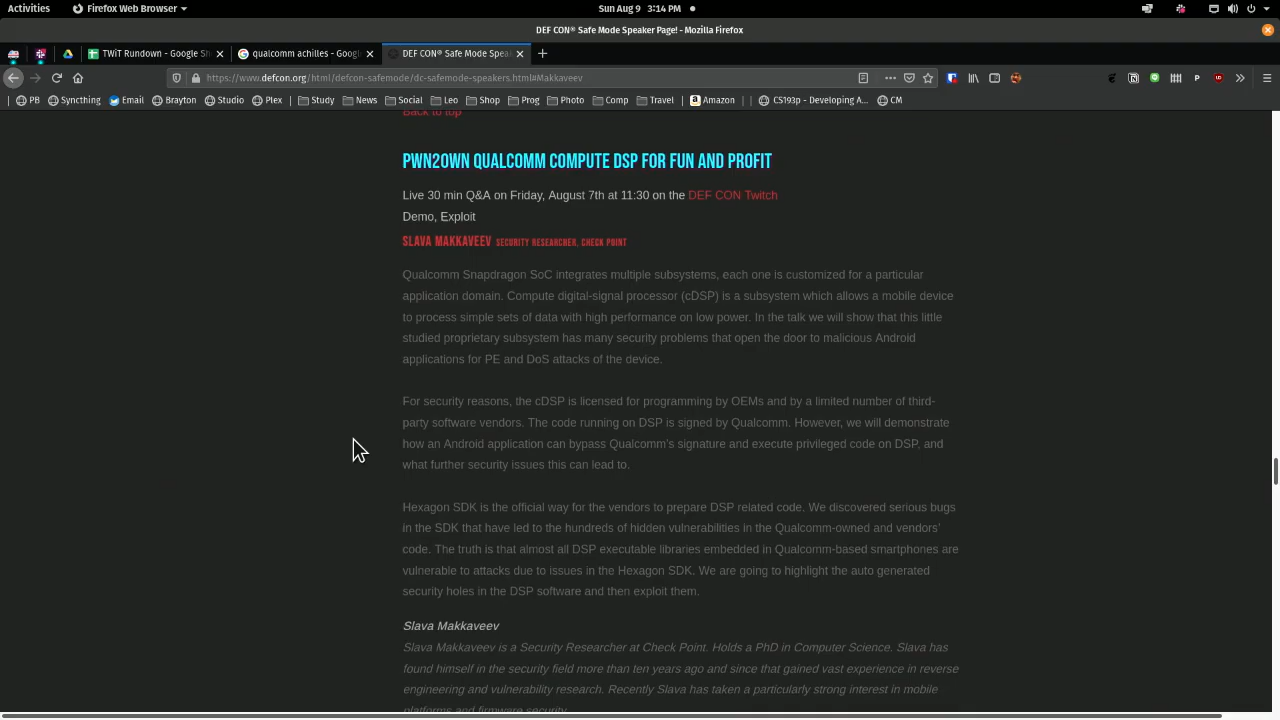 Activities Firefox Web Browser Sun Aug 9 3:14 PM
DEF CON® Safe Mode Speaker Page! - Mozilla Firefox
TWiT Rundown - Google Sh qualcomm achilles - Goog DEF CON® Safe Mode Spea
https://www.defcon.org/html/defcon-safemode/dc-safemode-speakers.html#Makkaveev
PB Syncthing Email Brayton Studio Plex Study News Social Leo Shop Prog Photo Comp Travel Amazon CS193p - Developing A... CM
Back to top
PWN2OWN QUALCOMM COMPUTE DSP FOR FUN AND PROFIT
Live 30 min Q&A on Friday, August 7th at 11:30 on the DEF CON Twitch
Demo, Exploit
SLAVA MAKKAVEEV SECURITY RESEARCHER, CHECK POINT
Qualcomm Snapdragon SoC integrates multiple subsystems, each one is customized for a particular
application domain. Compute digital-signal processor (cDSP) is a subsystem which allows a mobile device
to process simple sets of data with high performance on low power. In the talk we will show that this little
studied proprietary subsystem has many security problems that open the door to malicious Android
applications for PE and DoS attacks of the device.
For security reasons, the cDSP is licensed for programming by OEMs and by a limited number of third-
party software vendors. The code running on DSP is signed by Qualcomm. However, we will demonstrate
how an Android application can bypass Qualcomm's signature and execute privileged code on DSP, and
what further security issues this can lead to.
Hexagon SDK is the official way for the vendors to prepare DSP related code. We discovered serious bugs
in the SDK that have led to the hundreds of hidden vulnerabilities in the Qualcomm-owned and vendors'
code. The truth is that almost all DSP executable libraries embedded in Qualcomm-based smartphones are
vulnerable to attacks due to issues in the Hexagon SDK. We are going to highlight the auto generated
security holes in the DSP software and then exploit them.
Slava Makkaveev
Slava Makkaveev is a Security Researcher at Check Point. Holds a PhD in Computer Science. Slava has
found himself in the security field more than ten years ago and since that gained vast experience in reverse
engineering and vulnerability research. Recently Slava has taken a particularly strong interest in mobile
platforms and firmware security.